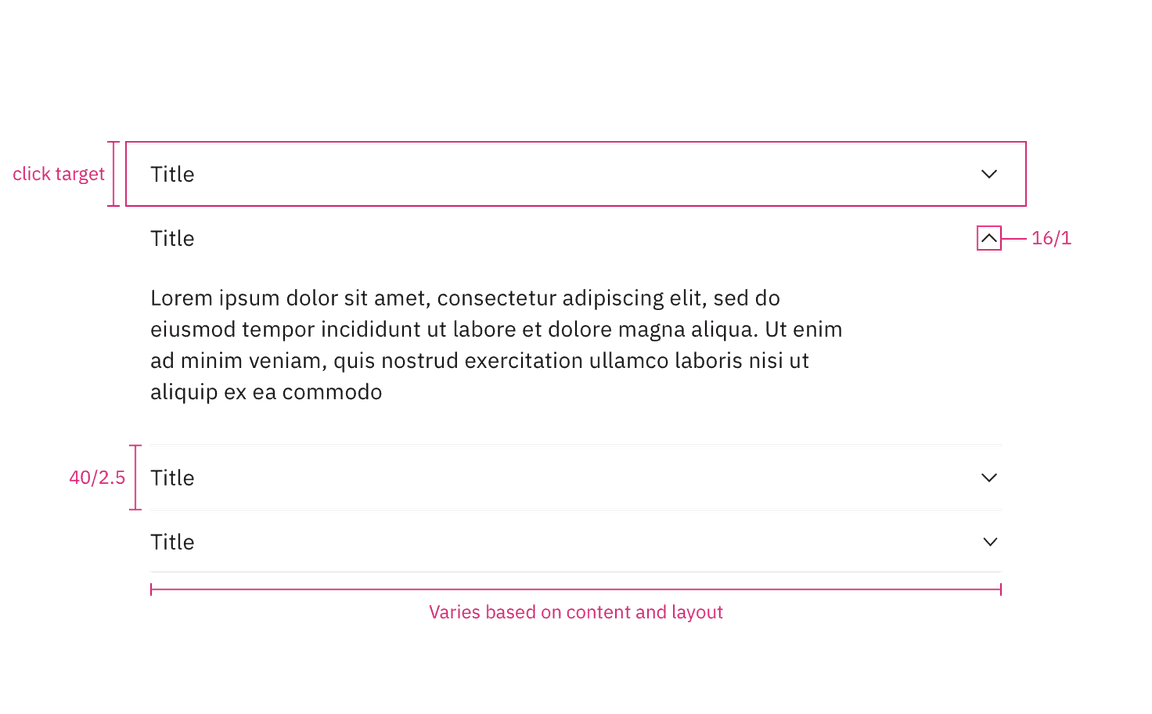 click target
Title
Title
16/1
Lorem ipsum dolor sit amet, consectetur adipiscing elit, sed do
eiusmod tempor incididunt ut labore et dolore magna aliqua. Ut enim
ad minim veniam, quis nostrud exercitation ullamco laboris nisi ut
aliquip ex ea commodo
40/2.5
Title
Title
Varies based on content and layout